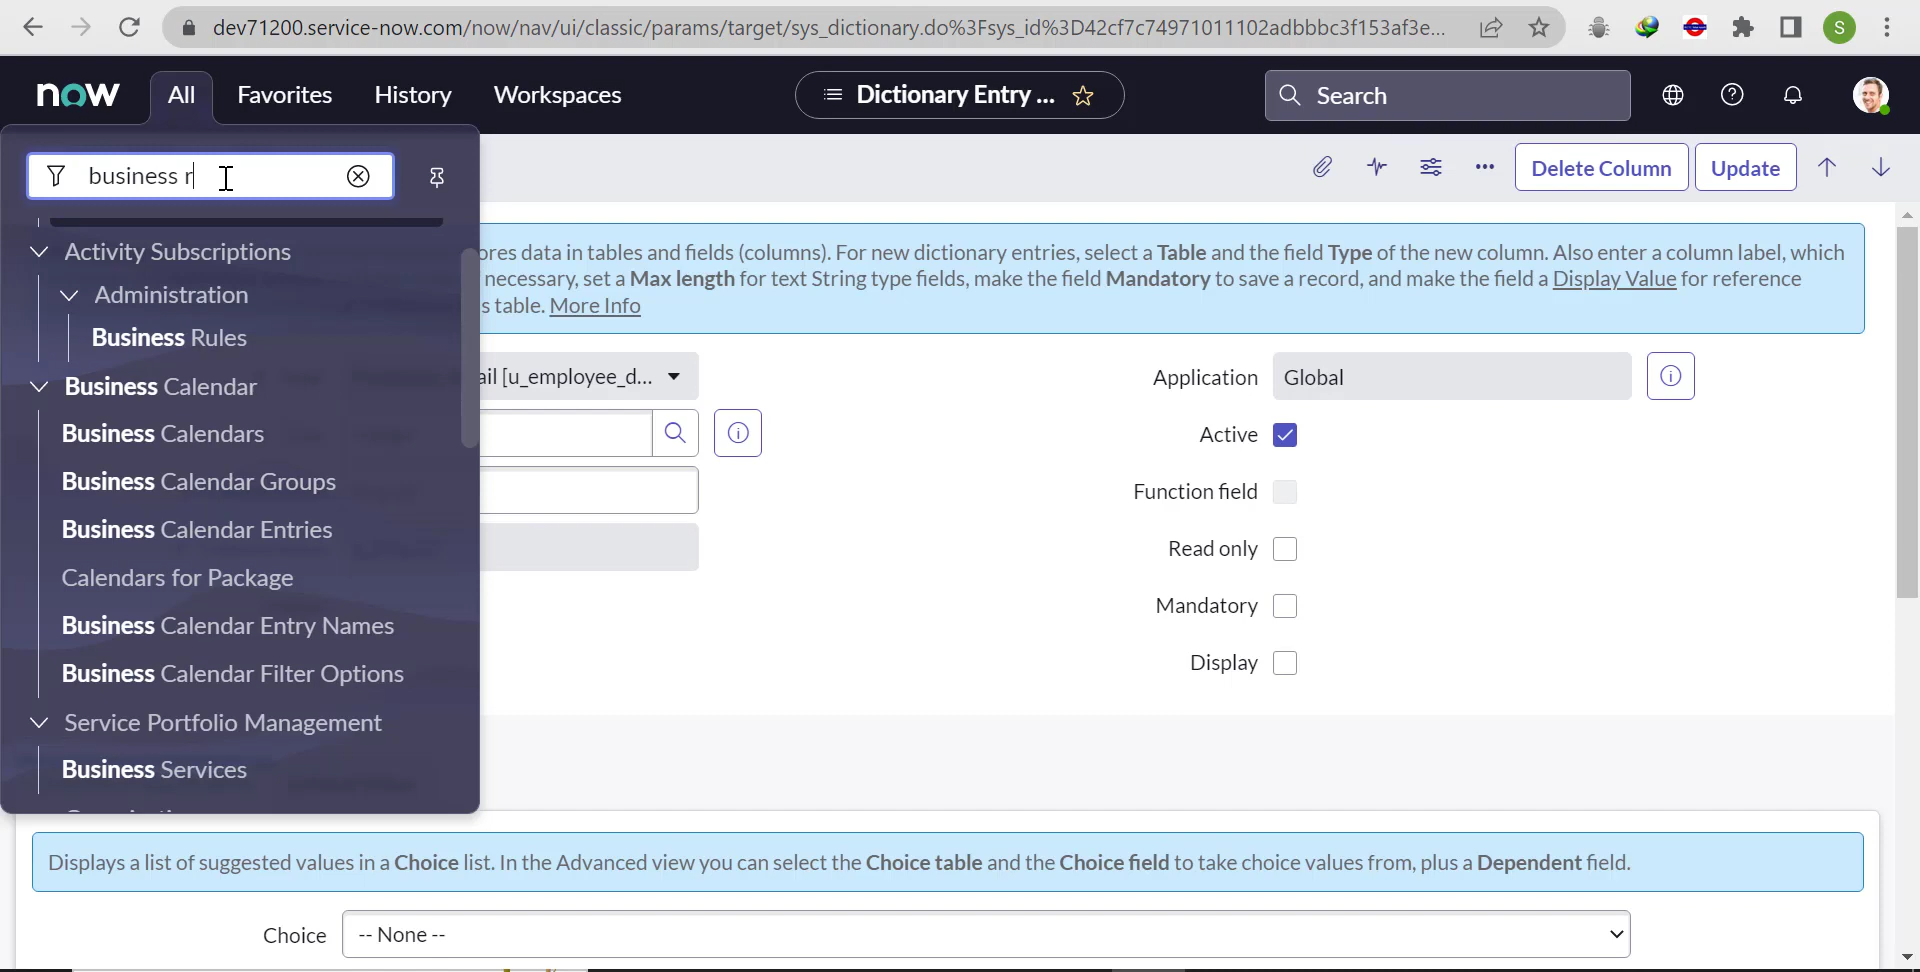 dev71200.service-now.com/now/nav/ui/classic/params/target/sys_dictionary.do%3Fsys_id%3D42cf7c74971011102adbbbc3f153af3e...
S
now
All
Favorites
History
Workspaces
Dictionary Entry ...
Search
business r
Delete Column
Update
Activity Subscriptions
Administration
Business Rules
Business Calendar
Business Calendars
Business Calendar Groups
Business Calendar Entries
Calendars for Package
Business Calendar Entry Names
Business Calendar Filter Options
Service Portfolio Management
Business Services
ores data in tables and fields (columns). For new dictionary entries, select a Table and the field Type of the new column. Also enter a column label, which
necessary, set a Max length for text String type fields, make the field Mandatory to save a record, and make the field a Display Value for reference
s table. More Info
ail [u_employee_d...
Application
Global
Active
Function field
Read only
Mandatory
Display
Displays a list of suggested values in a Choice list. In the Advanced view you can select the Choice table and the Choice field to take choice values from, plus a Dependent field.
Choice
-- None --